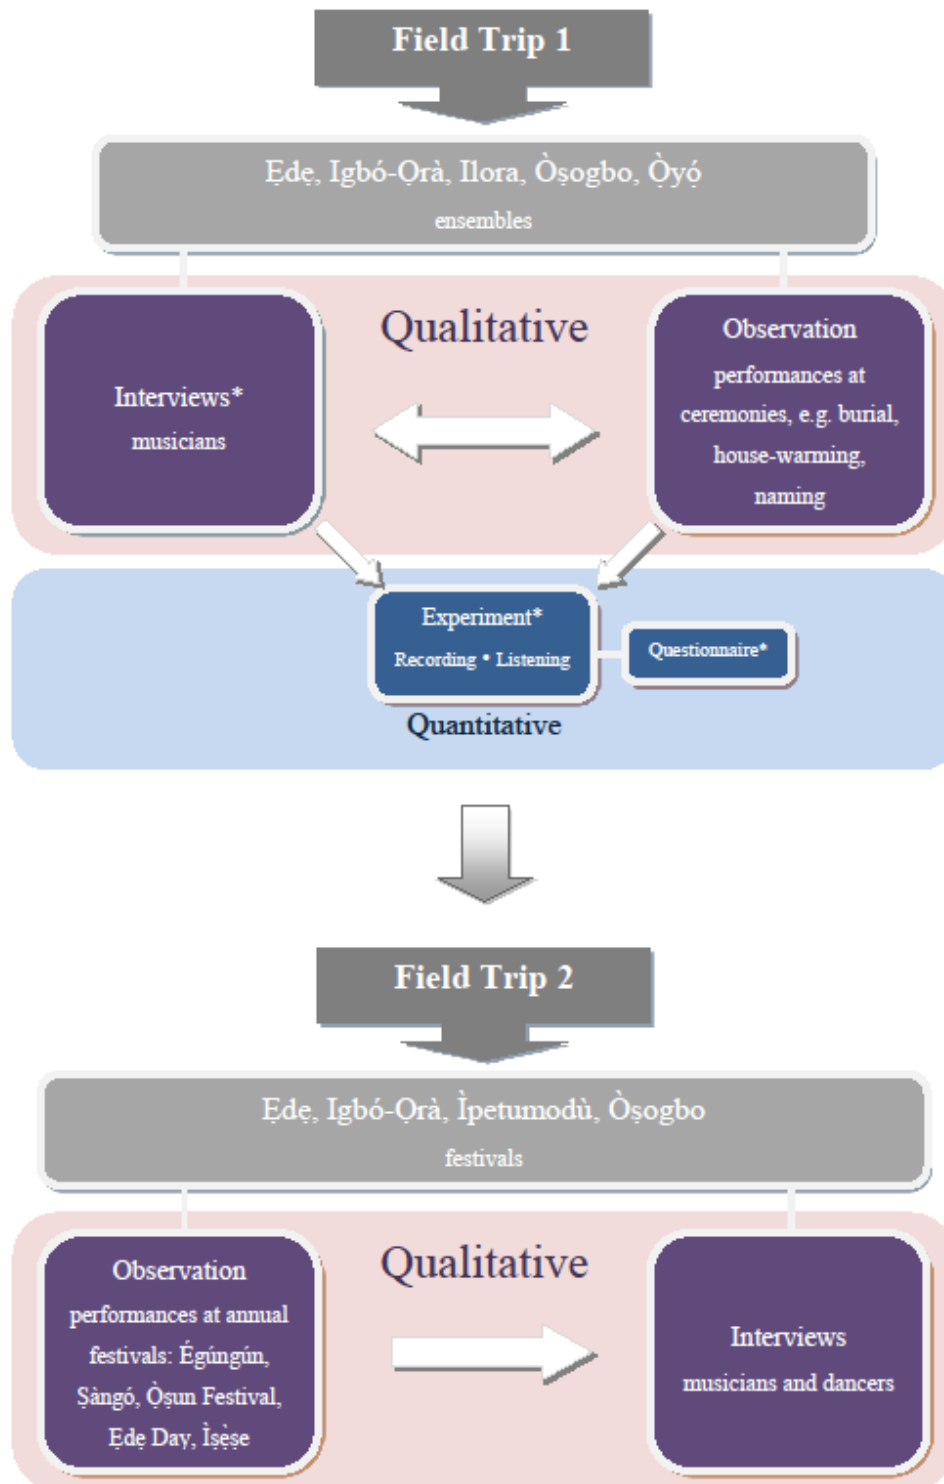 Field Trip 1
Ẹdẹ, Igbó-Ọrà, Ilora, Òṣogbo, Ọ̀yọ́
ensembles
Qualitative
Interviews*
musicians
Observation
performances at
ceremonies, e.g. burial,
house-warming,
naming
Experiment*
Recording • Listening
Questionnaire*
Quantitative
Field Trip 2
Ẹdẹ, Igbó-Ọrà, Ìpetumodù, Òṣogbo
festivals
Observation
performances at annual
festivals: Égúngún,
Ṣàngó, Ọ̀ṣun Festival,
Ẹdẹ Day, Ìṣẹ̀ṣe
Qualitative
Interviews
musicians and dancers